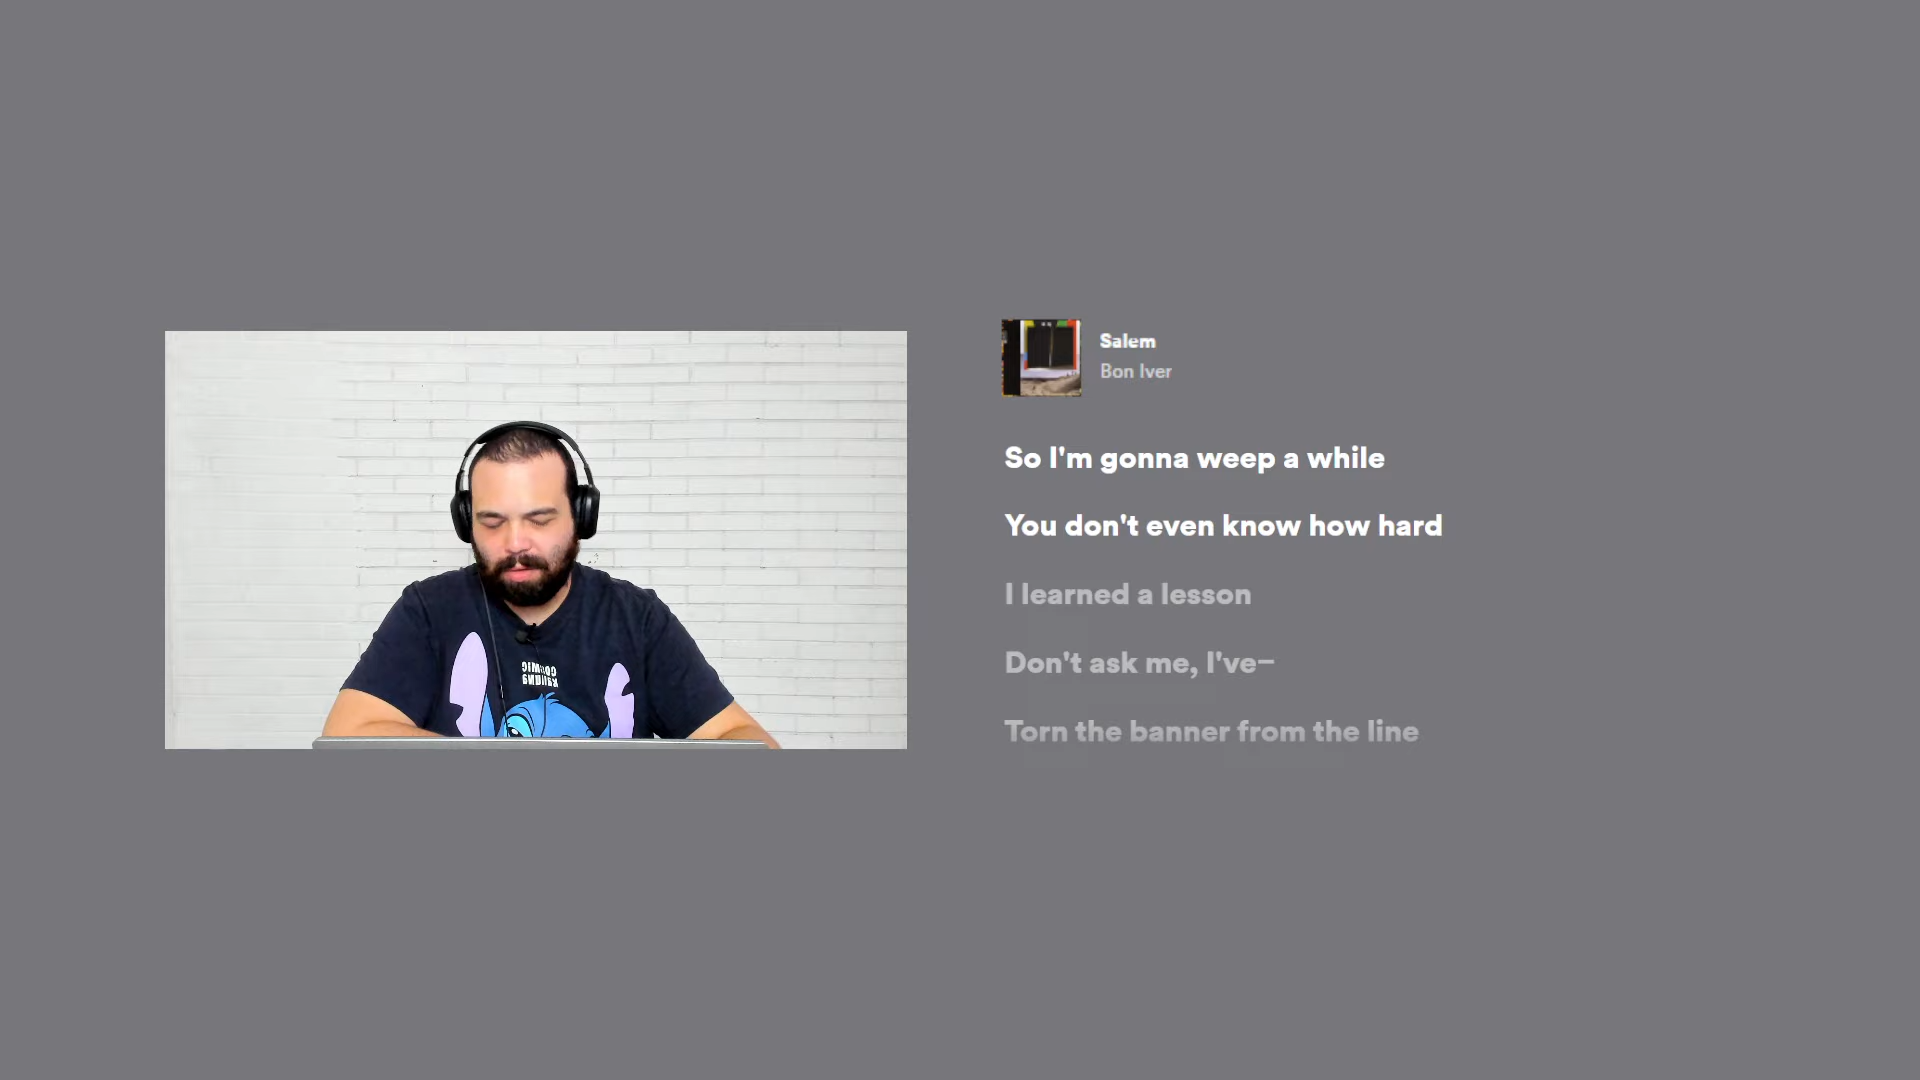 Salem
Bon Iver
So I'm gonna weep a while
You don't even know how hard
I learned a lesson
Don't ask me, I've–
Torn the banner from the line